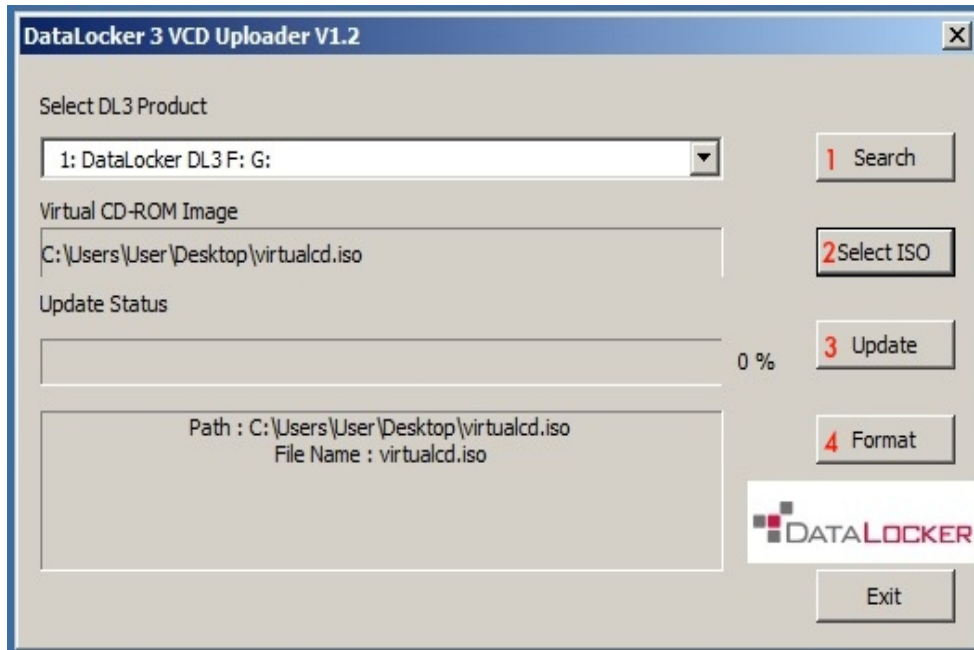 DataLocker 3 VCD Uploader V1.2
Select DL3 Product
1: DataLocker DL3 F: G:
1 Search
Virtual CD-ROM Image
C:\Users\User\Desktop\virtualcd.iso
2 Select ISO
Update Status
0 %
3 Update
Path : C:\Users\User\Desktop\virtualcd.iso
File Name : virtualcd.iso
4 Format
DATALOCKER
Exit